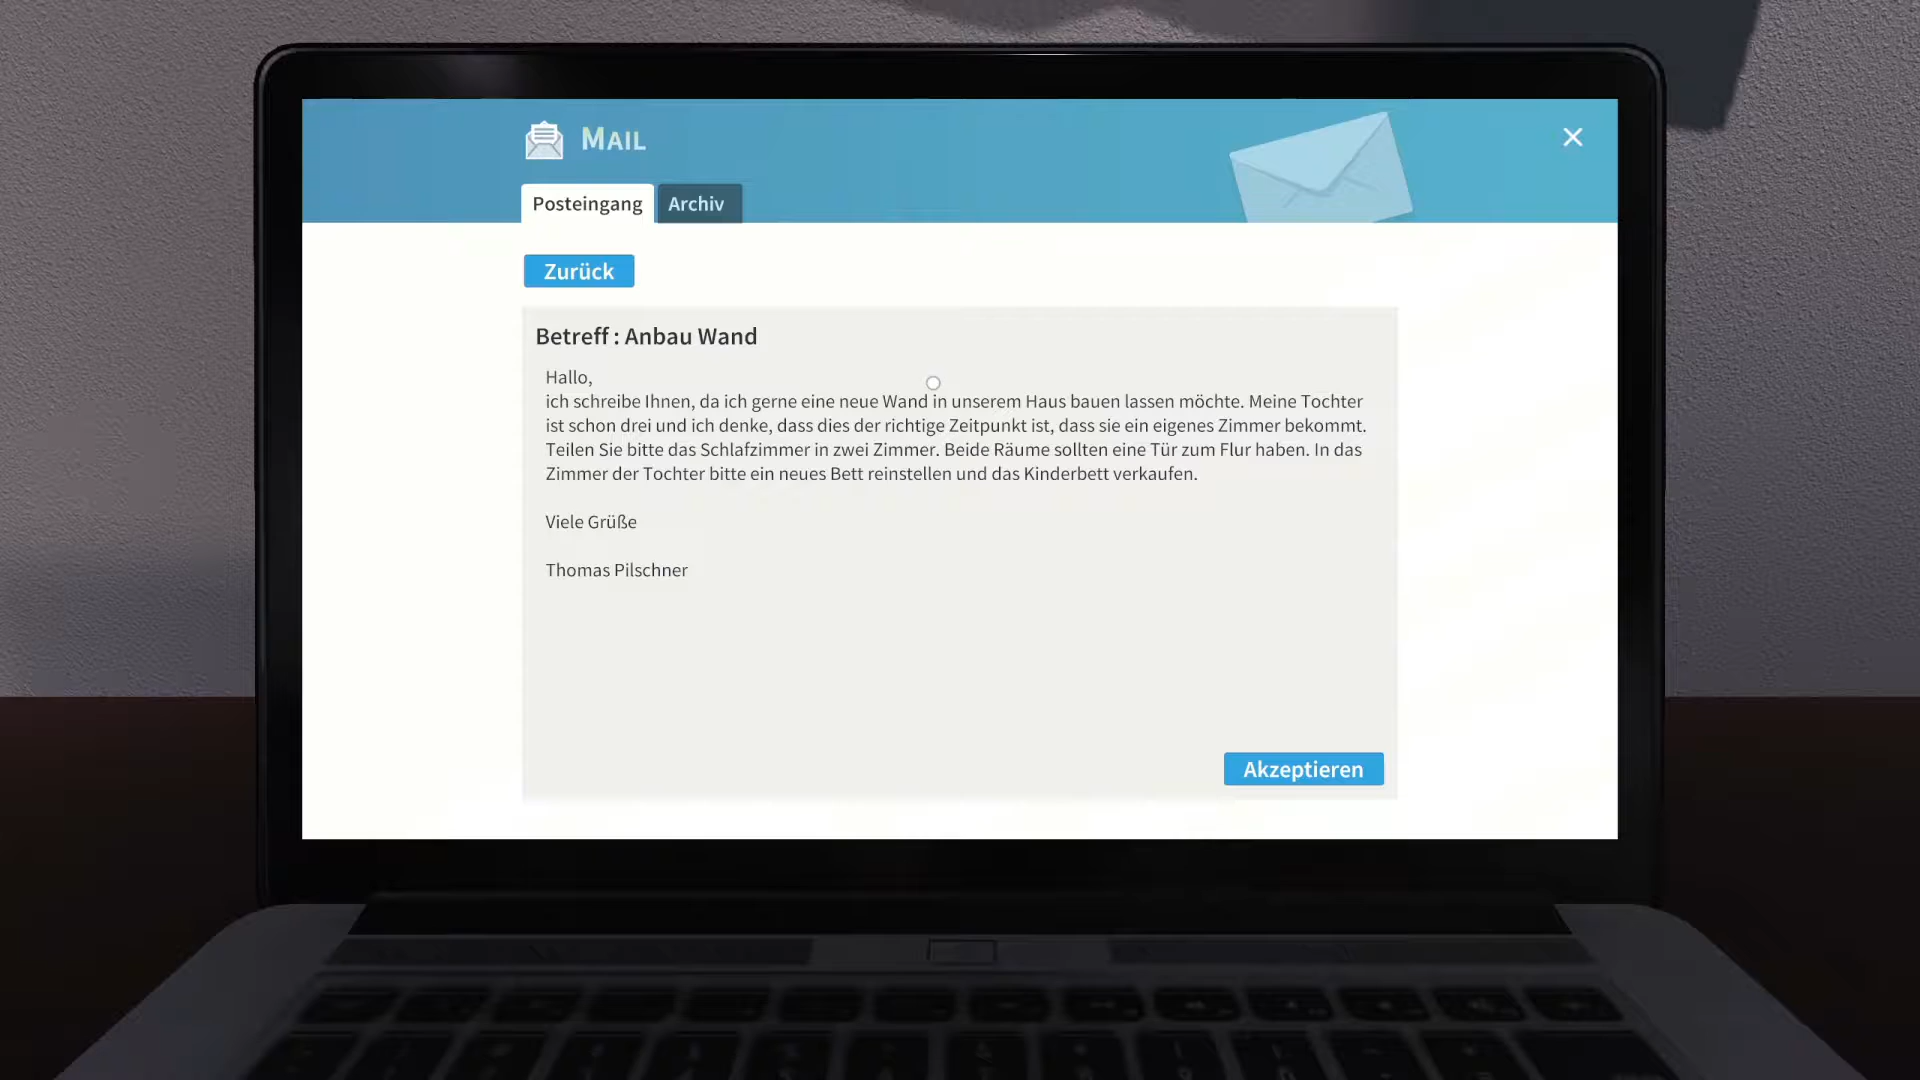 MAIL
Posteingang Archiv
Zurück
Betreff : Anbau Wand
Hallo,
ich schreibe Ihnen, da ich gerne eine neue Wand in unserem Haus bauen lassen möchte. Meine Tochter
ist schon drei und ich denke, dass dies der richtige Zeitpunkt ist, dass sie ein eigenes Zimmer bekommt.
Teilen Sie bitte das Schlafzimmer in zwei Zimmer. Beide Räume sollten eine Tür zum Flur haben. In das
Zimmer der Tochter bitte ein neues Bett reinstellen und das Kinderbett verkaufen.
Viele Grüße
Thomas Pilschner
Akzeptieren